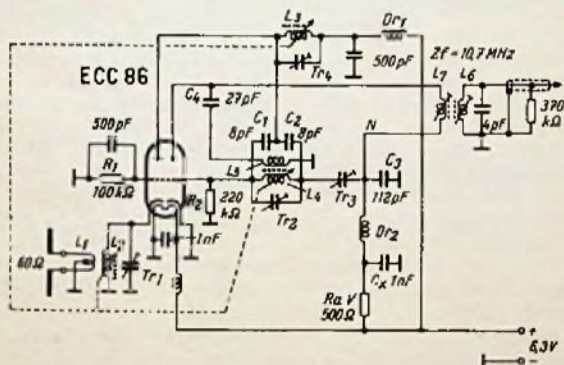 L3
Dr1
Zf = 10,7 MHz
Tr4
500pF
L7 L6
ECC 86
C4
27pF
C1 C2
8pF 8pF
4pF
370
kΩ
500pF
N
L5
R1
100kΩ
L4
Tr3
C3
112pF
R2
220
kΩ
Tr2
Dr2
L1
L2
1nF
60Ω
Tr1
Cx 1nF
Ra V
500Ω
+
6,3V
–